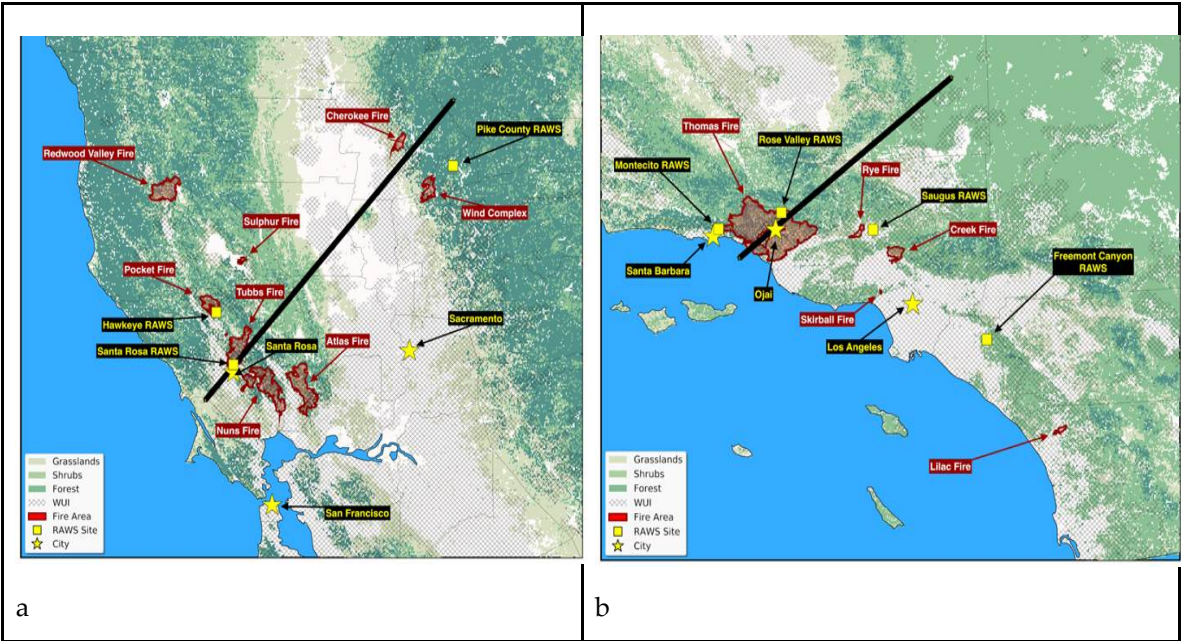 Cherokee Fire
Pike County RAWS
Redwood Valley Fire
Wind Complex
Sulphur Fire
Pocket Fire
Tubbs Fire
Hawkeye RAWS
Sacramento
Santa Rosa
Santa Rosa RAWS
Atlas Fire
Nuns Fire
San Francisco
Grasslands
Shrubs
Forest
WUI
Fire Area
RAWS Site
City
a
Thomas Fire
Rose Valley RAWS
Montecito RAWS
Rye Fire
Saugus RAWS
Creek Fire
Freemont Canyon
RAWS
Santa Barbara
Ojai
Skirball Fire
Los Angeles
Lilac Fire
Grasslands
Shrubs
Forest
WUI
Fire Area
RAWS Site
City
b